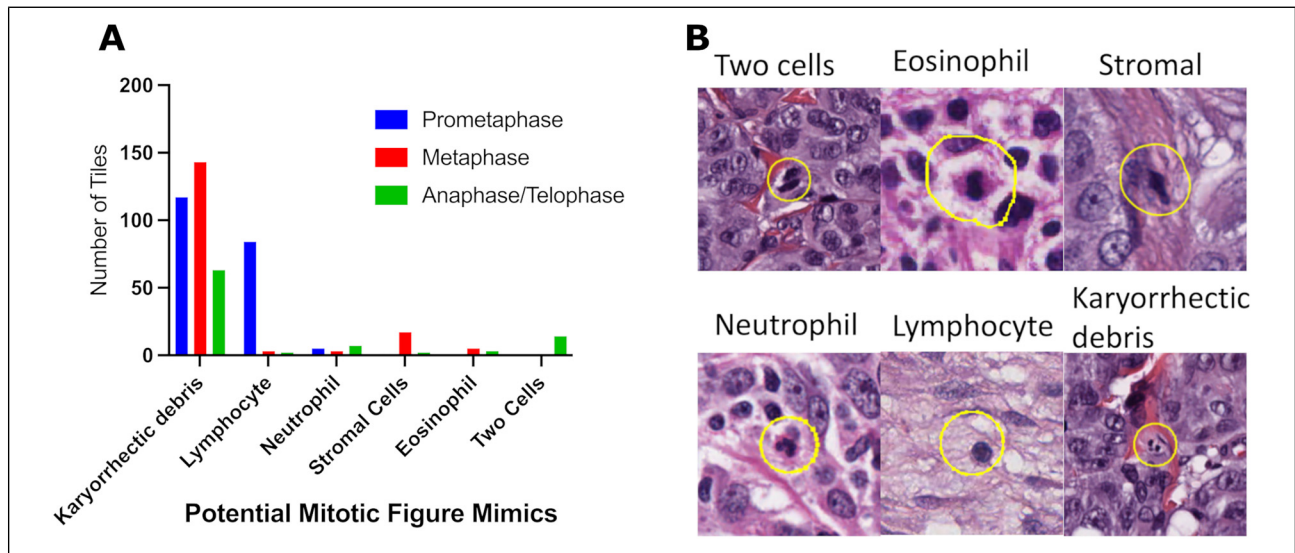 A
200
150
100
50
0
Number of Tiles
Prometaphase
Metaphase
Anaphase/Telophase
Karyorrhectic debris
Lymphocyte
Neutrophil
Stromal Cells
Eosinophil
Two Cells
Potential Mitotic Figure Mimics
B
Two cells
Eosinophil
Stromal
Neutrophil
Lymphocyte
Karyorrhectic
debris